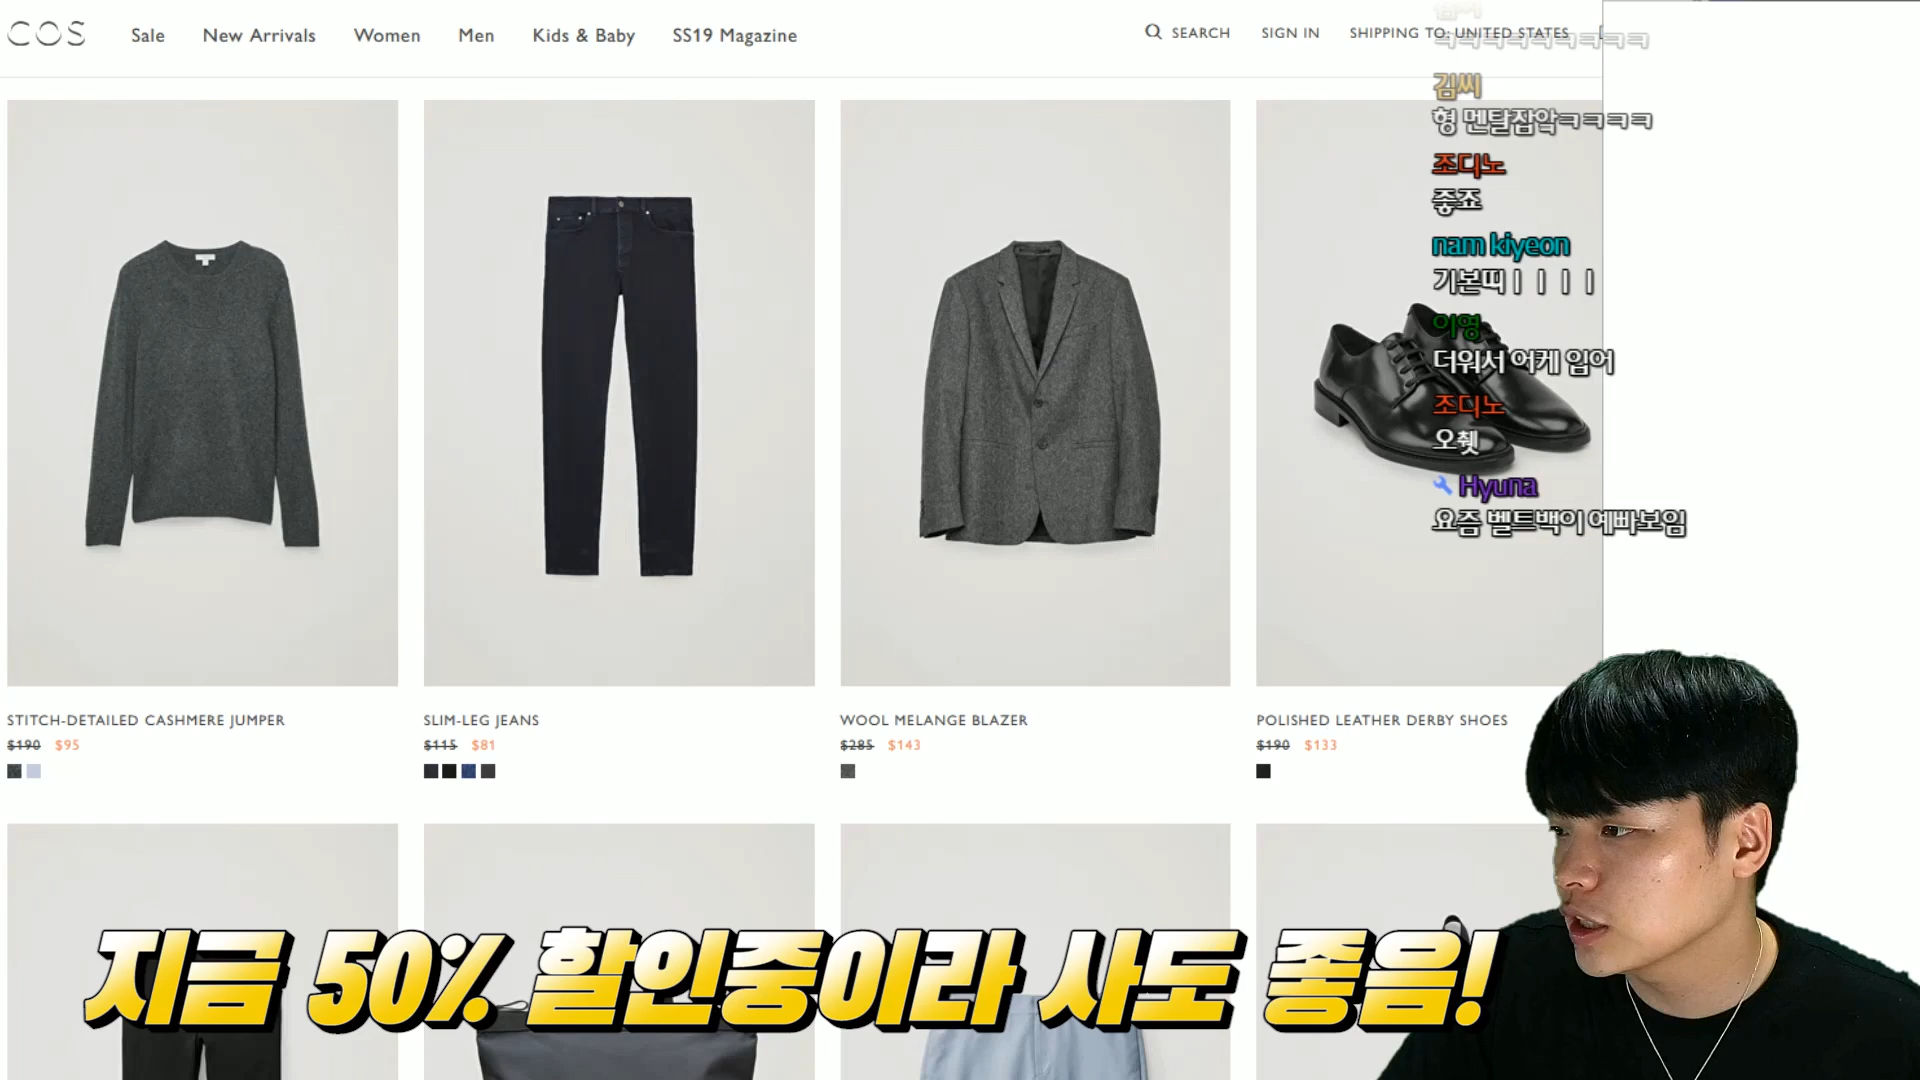 COS
Sale New Arrivals Women Men Kids & Baby SS19 Magazine
SEARCH SIGN IN SHIPPING TO: UNITED STATES
ㅋㅋㅋㅋㅋㅋㅋㅋㅋ
김씨
형 멘탈잡앜ㅋㅋㅋㅋ
조디노
좋죠
nam kiyeon
기본띠ㅣㅣㅣㅣ
이영
더워서 어케 입어
조디노
오췟
Hyuna
요즘 벨트백이 예빠보임
STITCH-DETAILED CASHMERE JUMPER
$190 $95
SLIM-LEG JEANS
$115 $81
WOOL MELANGE BLAZER
$285 $143
POLISHED LEATHER DERBY SHOES
$190 $133
지금 50% 할인중이라 사도 좋음!